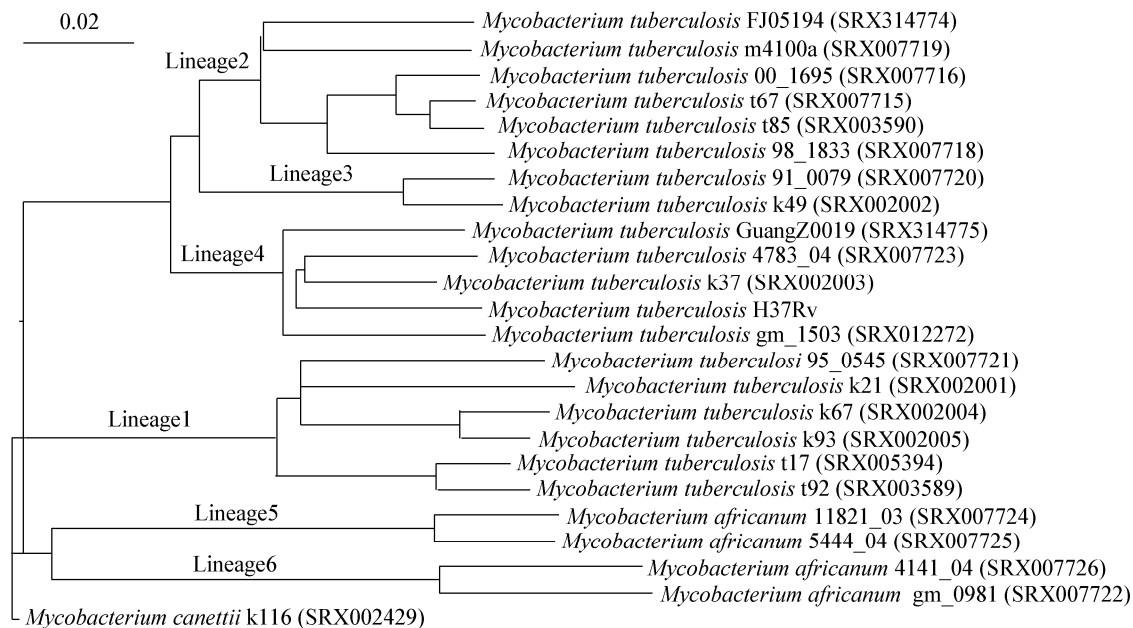 0.02
Mycobacterium tuberculosis FJ05194 (SRX314774)
Mycobacterium tuberculosis m4100a (SRX007719)
Lineage2
Mycobacterium tuberculosis 00_1695 (SRX007716)
Mycobacterium tuberculosis t67 (SRX007715)
Mycobacterium tuberculosis t85 (SRX003590)
Mycobacterium tuberculosis 98_1833 (SRX007718)
Lineage3
Mycobacterium tuberculosis 91_0079 (SRX007720)
Mycobacterium tuberculosis k49 (SRX002002)
Mycobacterium tuberculosis GuangZ0019 (SRX314775)
Lineage4
Mycobacterium tuberculosis 4783_04 (SRX007723)
Mycobacterium tuberculosis k37 (SRX002003)
Mycobacterium tuberculosis H37Rv
Mycobacterium tuberculosis gm_1503 (SRX012272)
Mycobacterium tuberculosi 95_0545 (SRX007721)
Mycobacterium tuberculosis k21 (SRX002001)
Mycobacterium tuberculosis k67 (SRX002004)
Lineage1
Mycobacterium tuberculosis k93 (SRX002005)
Mycobacterium tuberculosis t17 (SRX005394)
Mycobacterium tuberculosis t92 (SRX003589)
Lineage5
Mycobacterium africanum 11821_03 (SRX007724)
Mycobacterium africanum 5444_04 (SRX007725)
Lineage6
Mycobacterium africanum 4141_04 (SRX007726)
Mycobacterium africanum gm_0981 (SRX007722)
Mycobacterium canettii k116 (SRX002429)